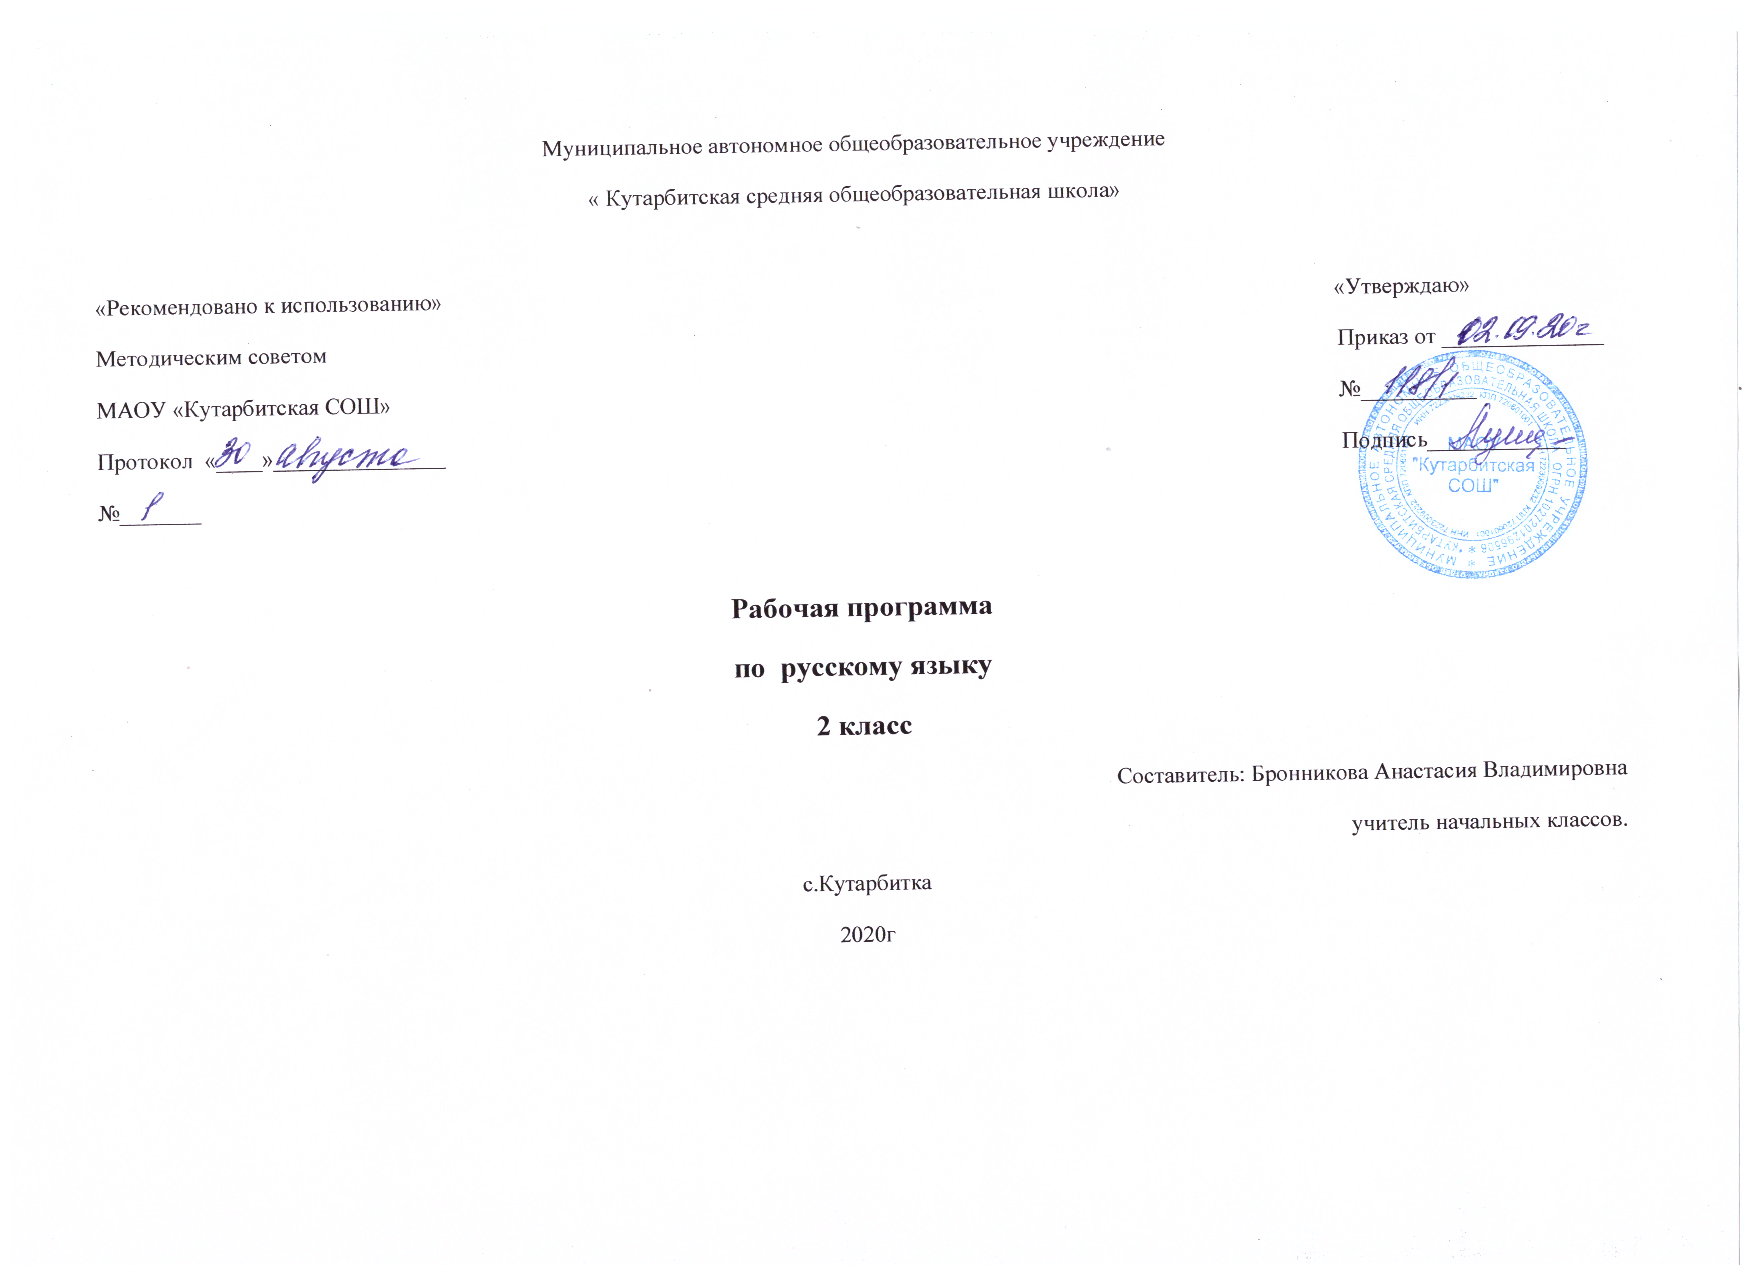 Муниципальное автономное общеобразовательное учреждение
« Кутарбитская средняя общеобразовательная школа»
«Рекомендовано к использованию»
Методическим советом
МАОУ «Кутарбитская СОШ»
Протокол «30» августа
№ 1
«Утверждаю»
Приказ от 02.09.20г
№
Подпись
"Кутарбитская
СОШ"
Рабочая программа
по русскому языку
2 класс
Составитель: Бронникова Анастасия Владимировна
учитель начальных классов.
с.Кутарбитка
2020г